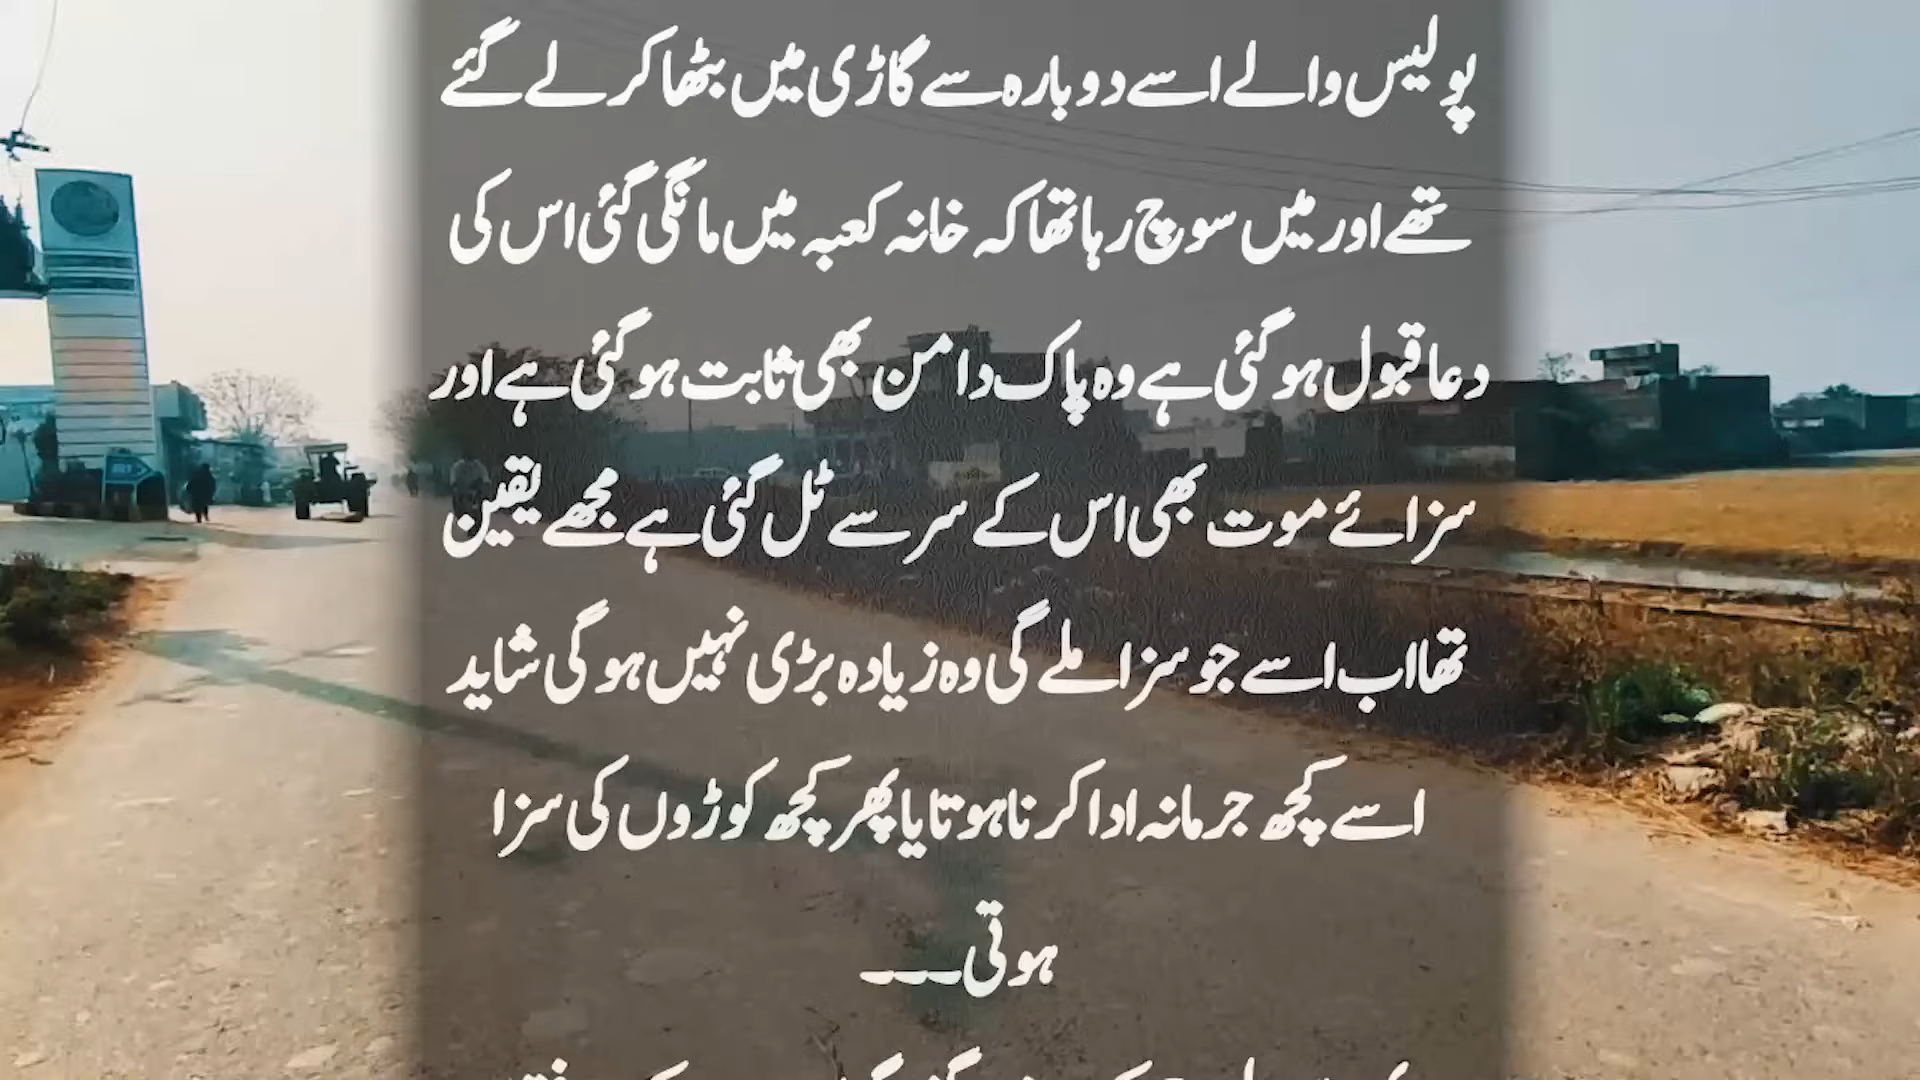 پولیس والے اسے دوبارہ سے گاڑی میں بٹھا کر لے گئے
تھے اور میں سوچ رہا تھا کہ خانہ کعبہ میں مانگی گئی اس کی
دعا قبول ہو گئی ہے وہ پاک دامن بھی ثابت ہو گئی ہے اور
سزائے موت بھی اس کے سر سے ٹل گئی ہے مجھے یقین
تھا اب اسے جو سزا ملے گی وہ زیادہ بڑی نہیں ہو گی شاید
اسے کچھ جرمانہ ادا کرنا ہوتا یا پھر کچھ کوڑوں کی سزا
ہوتی۔۔۔